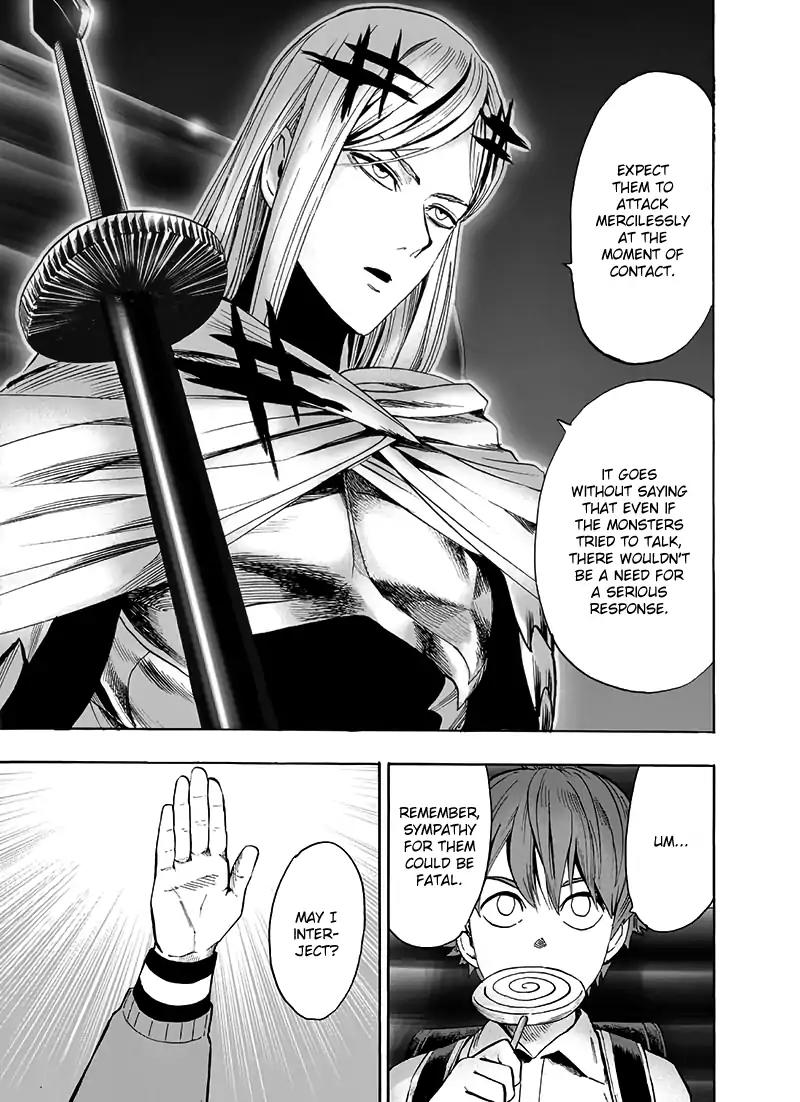 EXPECT
THEM TO
ATTACK
MERCILESSLY
AT THE
MOMENT OF
CONTACT.
IT GOES
WITHOUT SAYING
THAT EVEN IF
THE MONSTERS
TRIED TO TALK,
THERE WOULDN'T
BE A NEED FOR
A SERIOUS
RESPONSE.
UM...
REMEMBER,
SYMPATHY
FOR THEM
COULD BE
FATAL.
MAY I
INTER-
JECT?